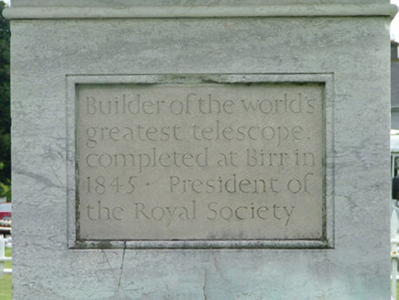 Builder of the world's
greatest telescope,
completed at Birr in
1845 · President of
the Royal Society